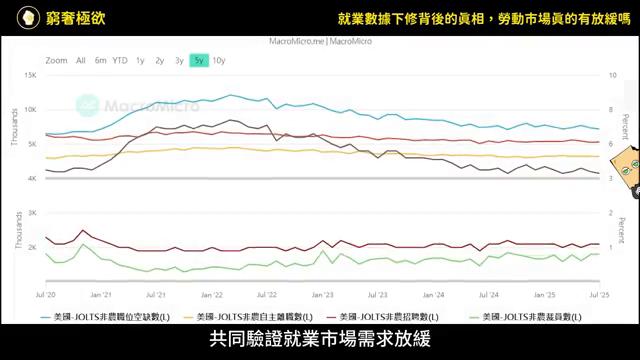 窮奢極欲
就業數據下修背後的真相，勞動市場真的有放緩嗎
MacroMicro.me | MacroMicro
Zoom All 6m YTD 1y 2y 3y 5y 10y
15K 10
MacroMicro
10K 8
Thousands Percent
5K 6
4K 3
3K 2
Thousands Percent
2K 1
Jul '20 Jan '21 Jul '21 Jan '22 Jul '22 Jan '23 Jul '23 Jan '24 Jul '24 Jan '25 Jul '25
美國-JOLTS非農職位空缺數(L) 美國-JOLTS非農自主離職數(L) 美國-JOLTS非農招聘數(L) 美國-JOLTS非農裁員數(L)
共同驗證就業市場需求放緩